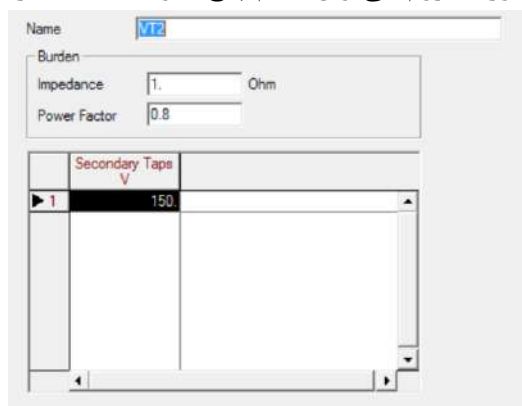 Name VT2
Burden
Impedance 1. Ohm
Power Factor 0.8
Secondary Taps
V
1 150.